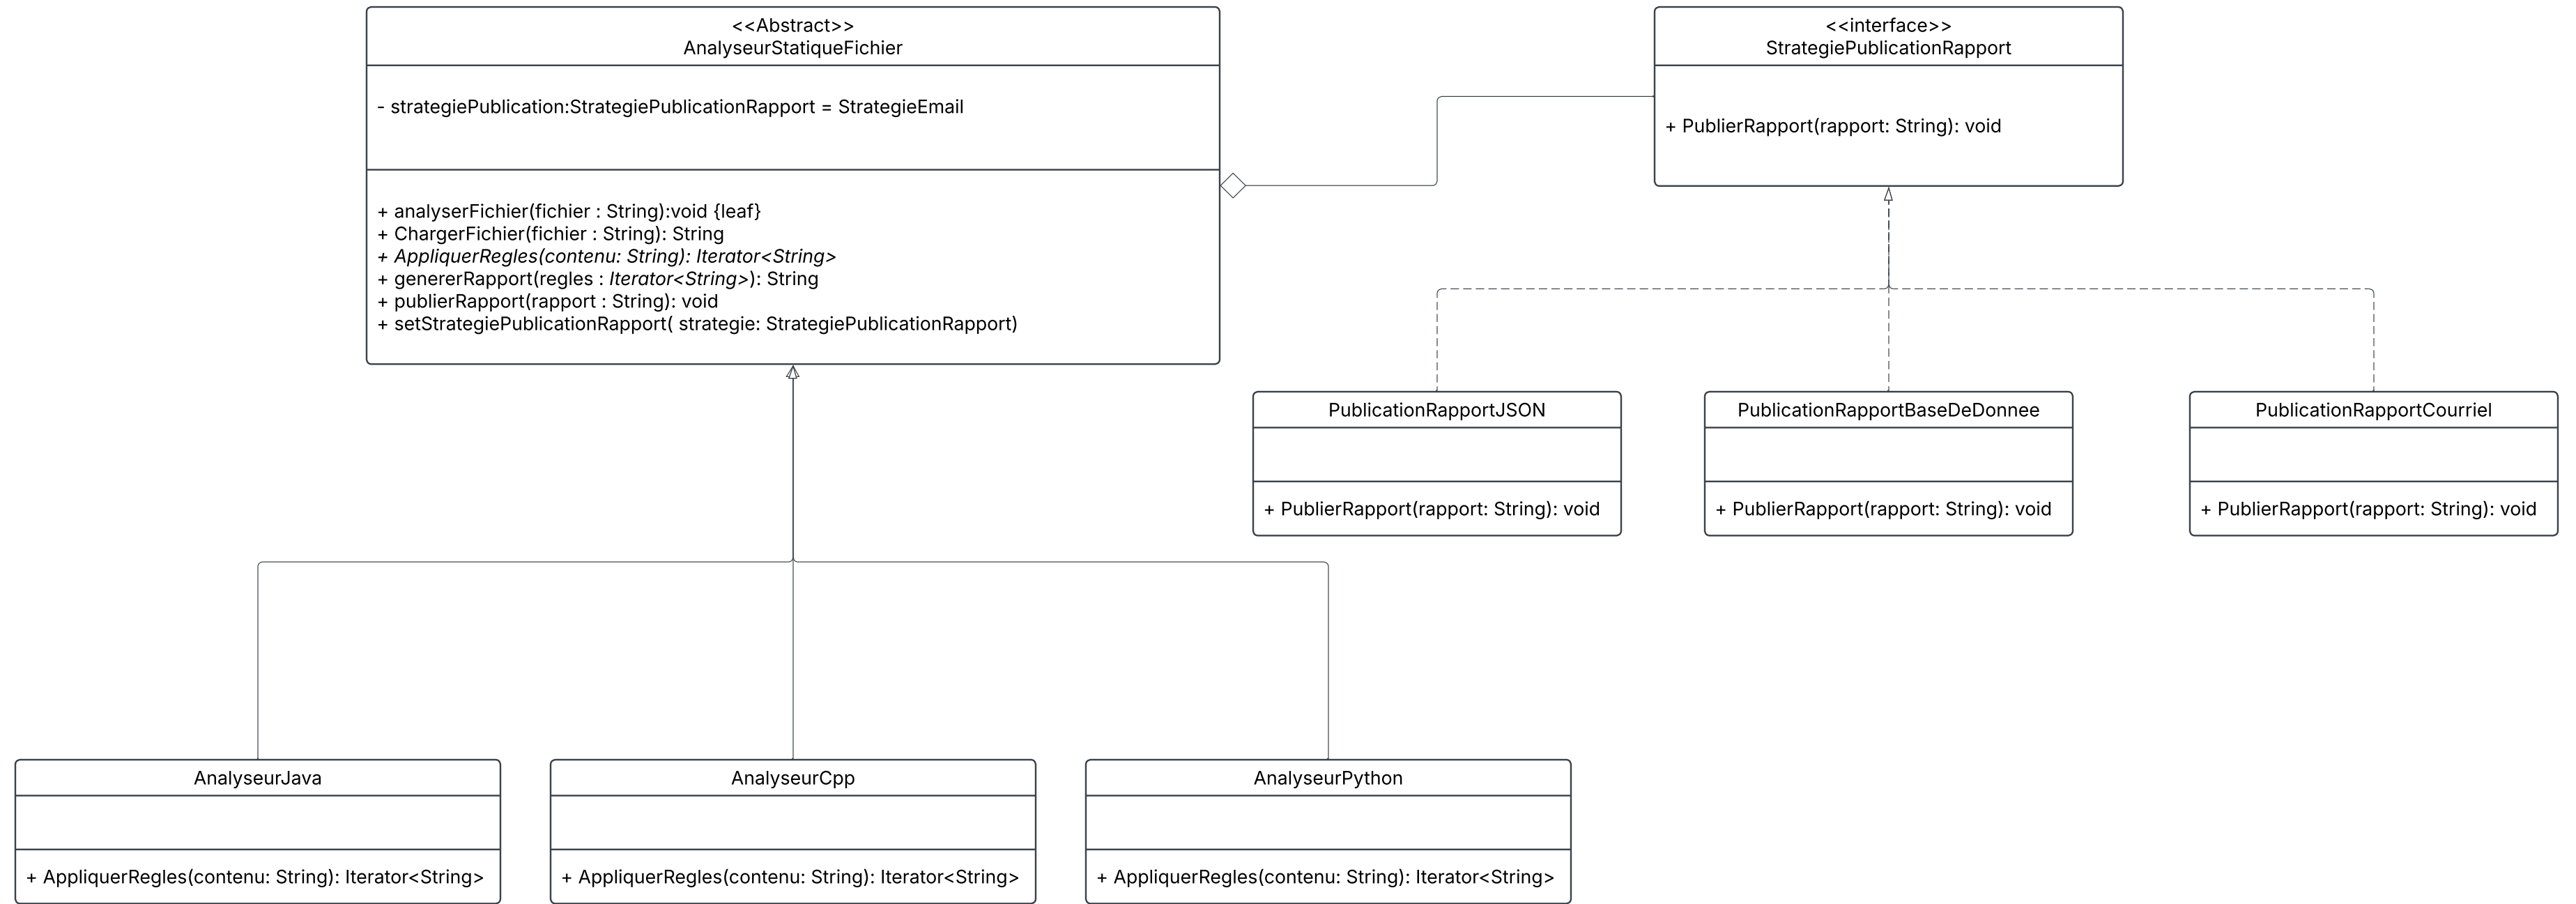 <<Abstract>>
AnalyseurStatiqueFichier
- strategiePublication:StrategiePublicationRapport = StrategieEmail
+ analyserFichier(fichier : String):void {leaf}
+ ChargerFichier(fichier : String): String
+ AppliquerRegles(contenu: String): Iterator<String>
+ genererRapport(regles : Iterator<String>): String
+ publierRapport(rapport : String): void
+ setStrategiePublicationRapport( strategie: StrategiePublicationRapport)
<<interface>>
StrategiePublicationRapport
+ PublierRapport(rapport: String): void
PublicationRapportJSON
+ PublierRapport(rapport: String): void
PublicationRapportBaseDeDonnee
+ PublierRapport(rapport: String): void
PublicationRapportCourriel
+ PublierRapport(rapport: String): void
AnalyseurJava
+ AppliquerRegles(contenu: String): Iterator<String>
AnalyseurCpp
+ AppliquerRegles(contenu: String): Iterator<String>
AnalyseurPython
+ AppliquerRegles(contenu: String): Iterator<String>